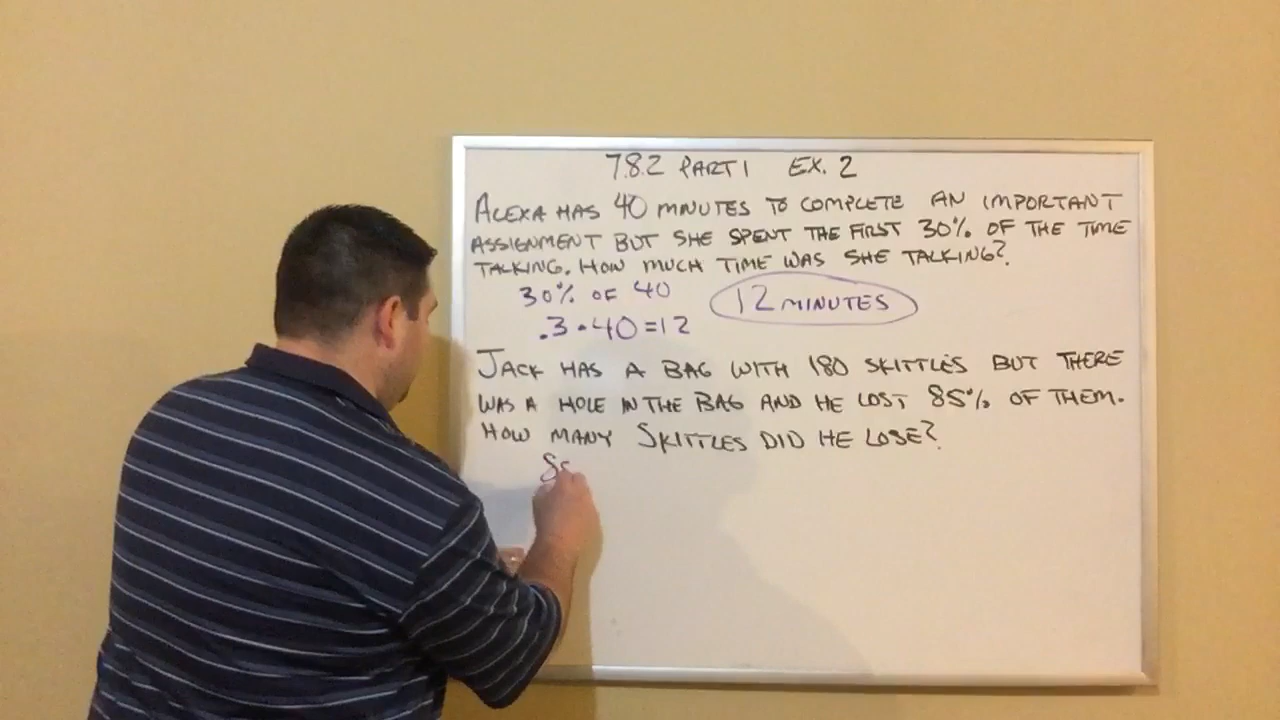 7.8.2 PART 1 EX. 2
ALEXA HAS 40 MINUTES TO COMPLETE AN IMPORTANT
ASSIGNMENT BUT SHE SPENT THE FIRST 30% OF THE TIME
TALKING. HOW MUCH TIME WAS SHE TALKING?
30% OF 40
12 MINUTES
.3 • 40 = 12
JACK HAS A BAG WITH 180 SKITTLES BUT THERE
WAS A HOLE IN THE BAG AND HE LOST 85% OF THEM.
HOW MANY SKITTLES DID HE LOSE?
8